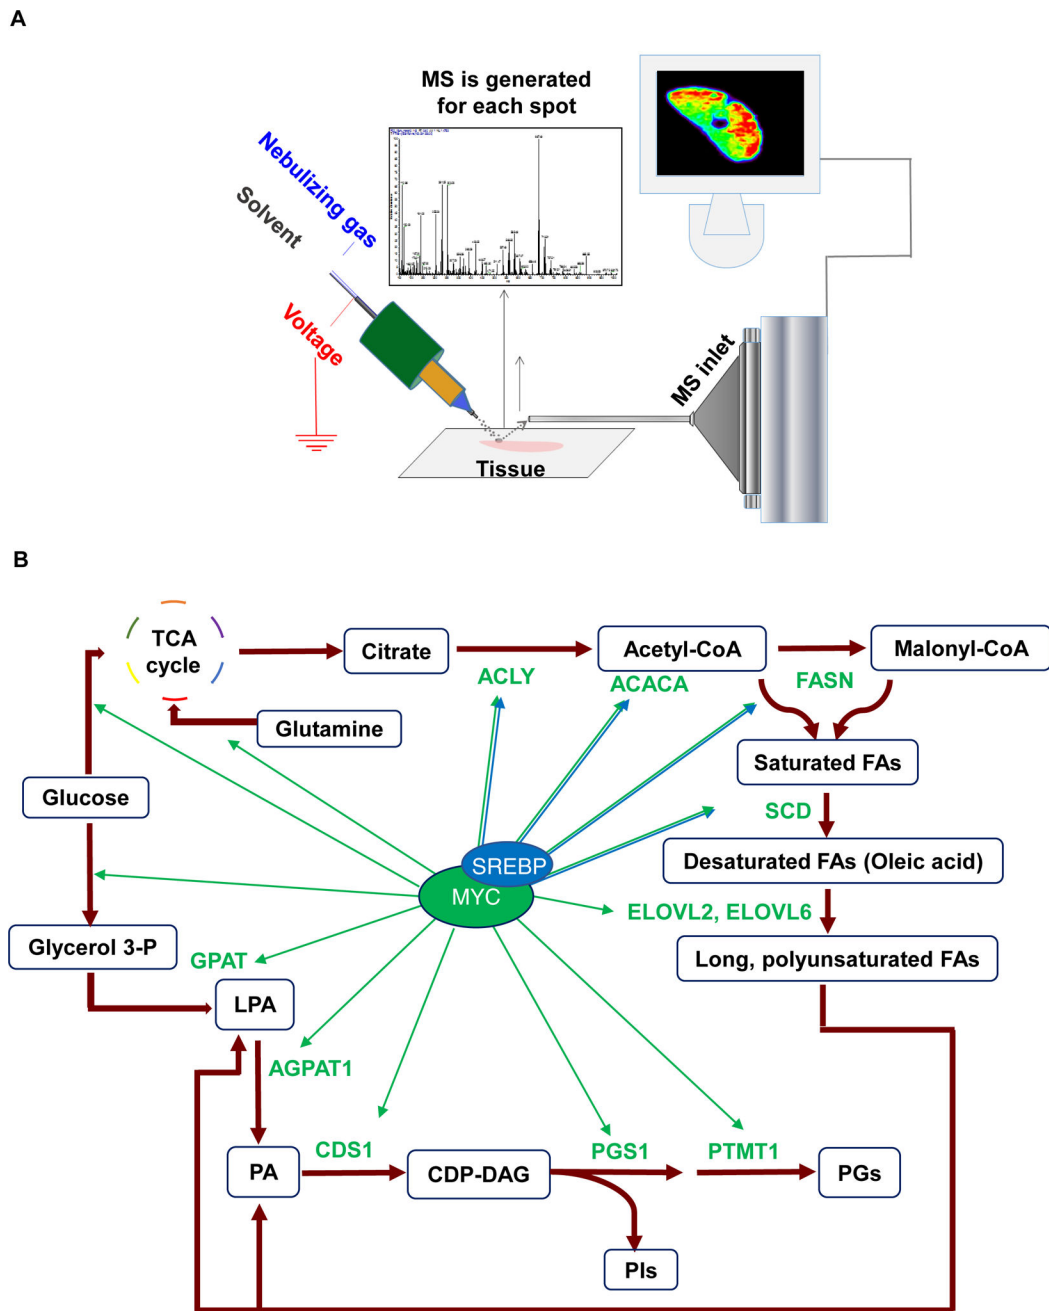 A
MS is generated
for each spot
Nebulizing gas
Solvent
Voltage
MS inlet
Tissue
B
TCA
cycle
Citrate
Acetyl-CoA
Malonyl-CoA
ACLY
ACACA
FASN
Glutamine
Saturated FAs
Glucose
SCD
SREBP
Desaturated FAs (Oleic acid)
MYC
ELOVL2, ELOVL6
Glycerol 3-P
GPAT
Long, polyunsaturated FAs
LPA
AGPAT1
CDS1
PGS1
PTMT1
PA
CDP-DAG
PGs
PIs